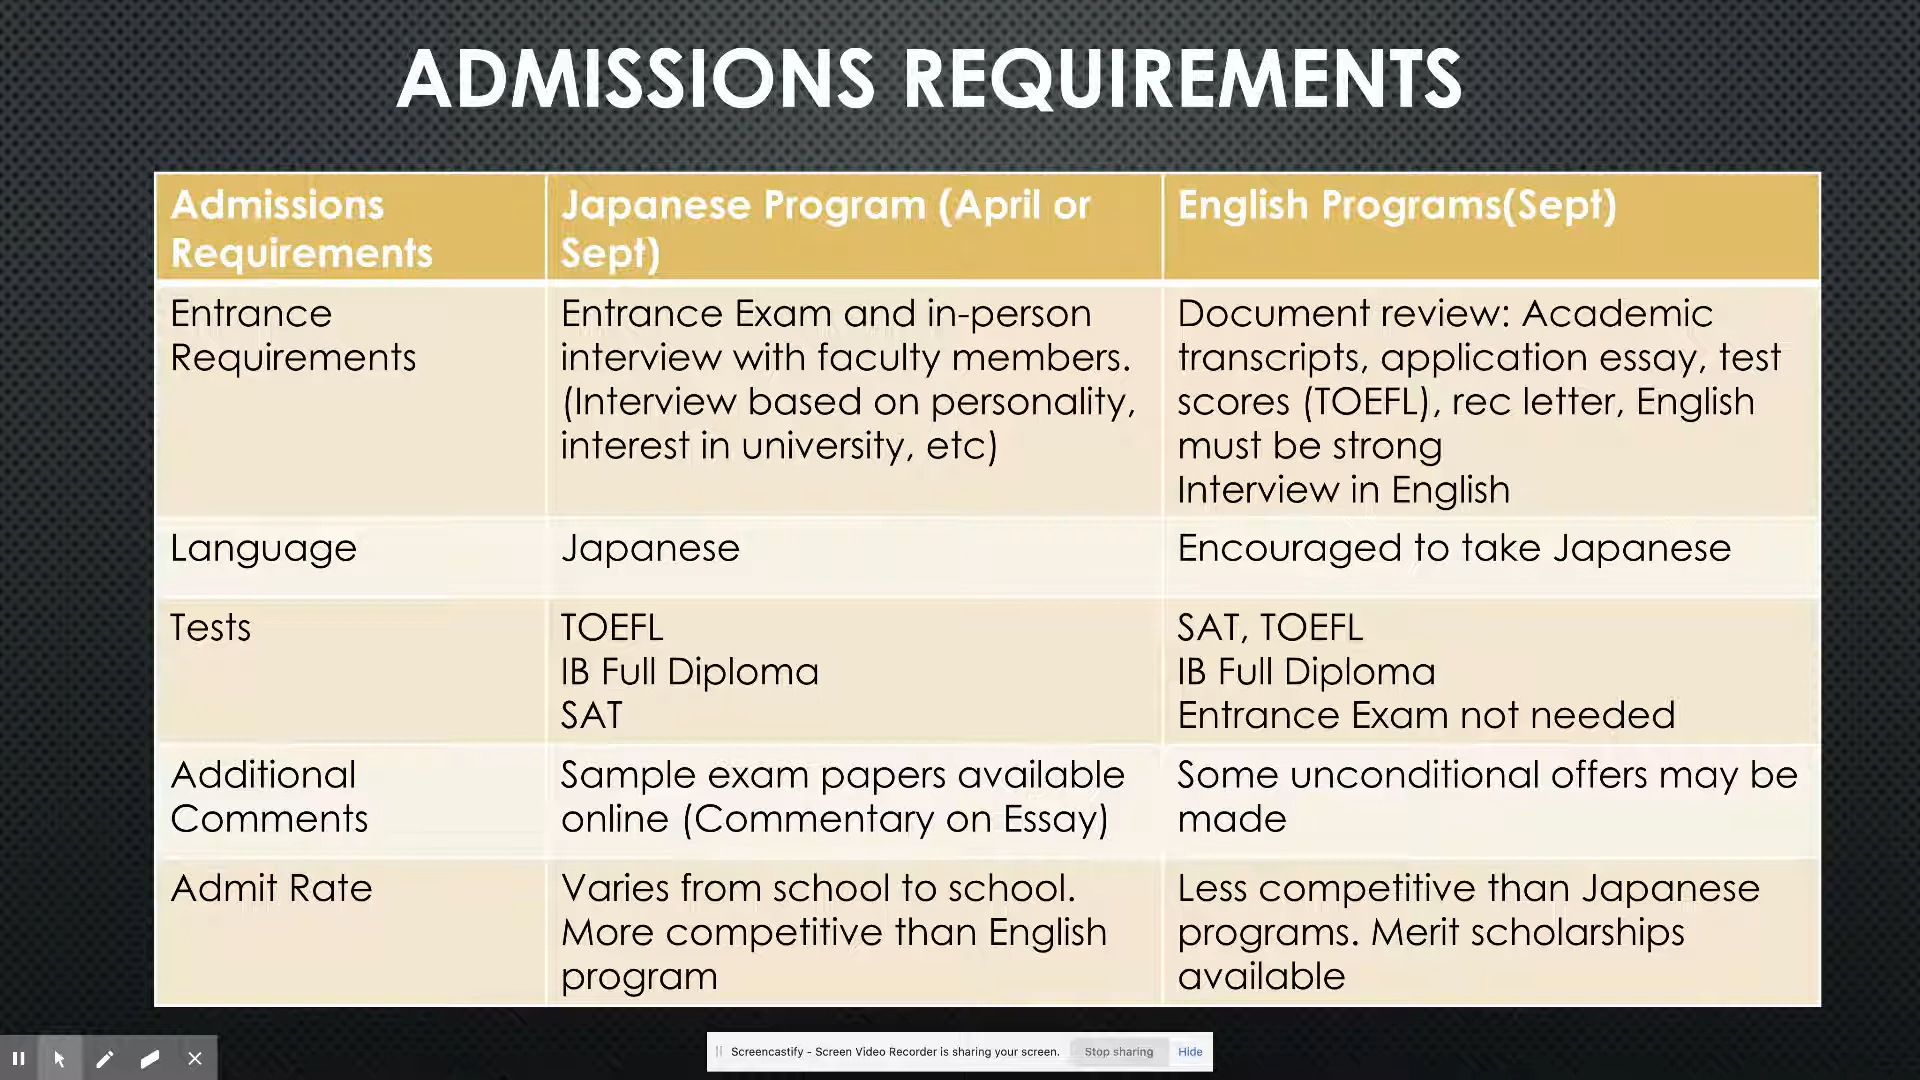 ADMISSIONS REQUIREMENTS
Admissions
Requirements
Japanese Program (April or
Sept)
English Programs(Sept)
Entrance
Requirements
Entrance Exam and in-person
interview with faculty members.
(Interview based on personality,
interest in university, etc)
Document review: Academic
transcripts, application essay, test
scores (TOEFL), rec letter, English
must be strong
Interview in English
Language
Japanese
Encouraged to take Japanese
Tests
TOEFL
IB Full Diploma
SAT
SAT, TOEFL
IB Full Diploma
Entrance Exam not needed
Additional
Comments
Sample exam papers available
online (Commentary on Essay)
Some unconditional offers may be
made
Admit Rate
Varies from school to school.
More competitive than English
program
Less competitive than Japanese
programs. Merit scholarships
available
Screencastify - Screen Video Recorder is sharing your screen.
Stop sharing
Hide